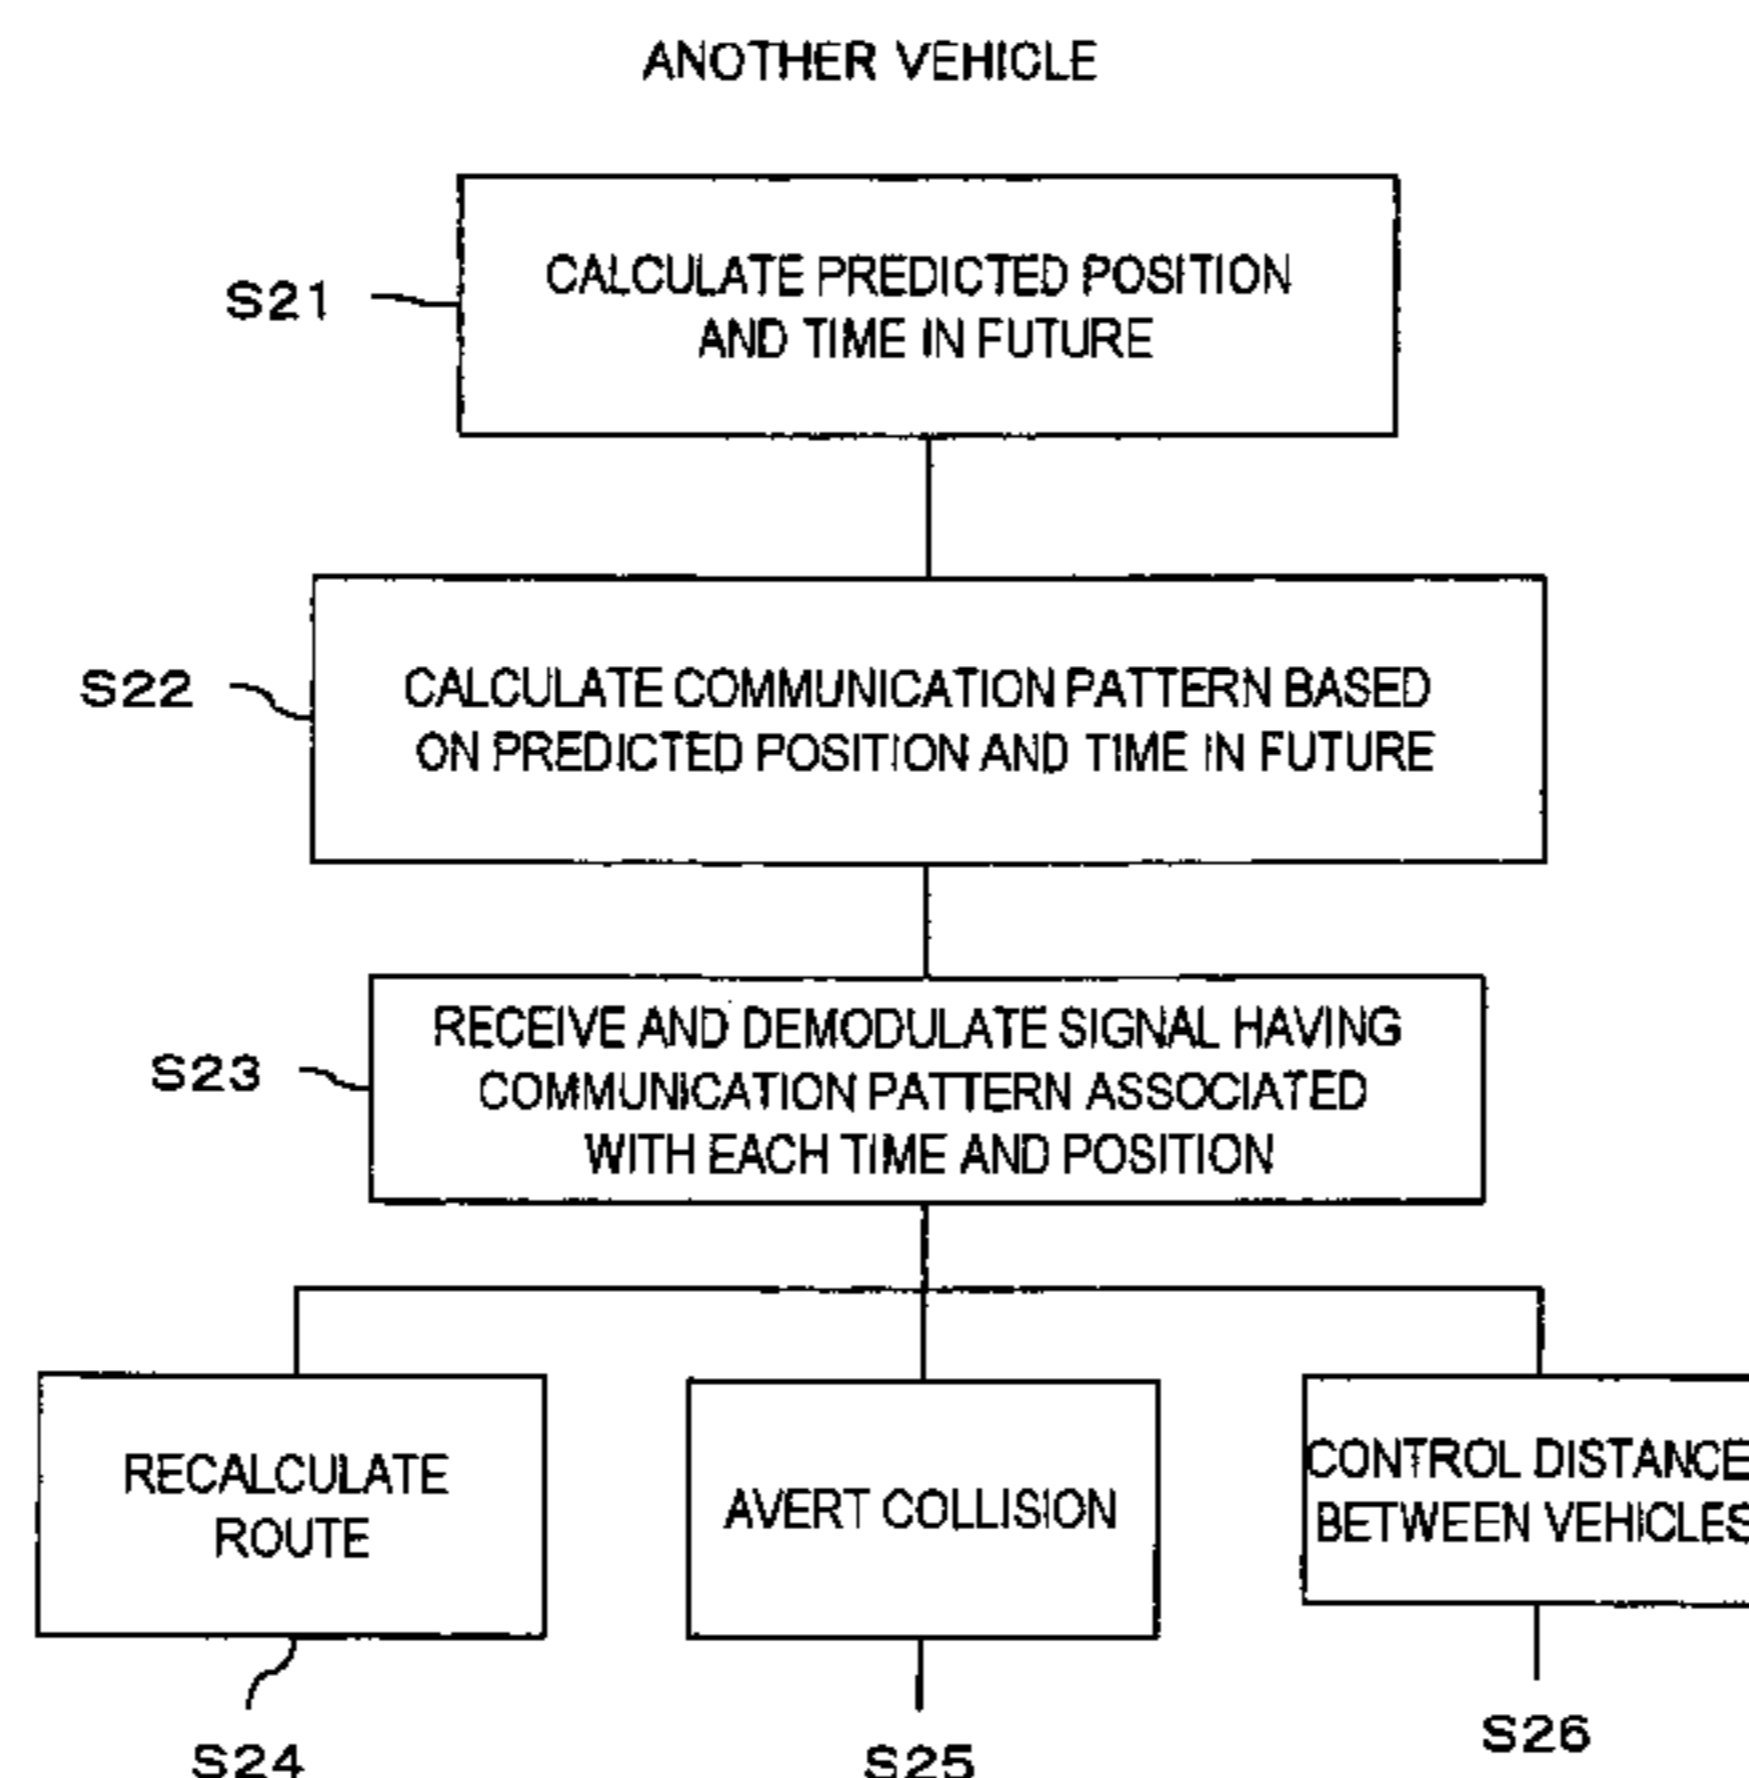 ANOTHER VEHICLE
S21
CALCULATE PREDICTED POSITION
AND TIME IN FUTURE
S22
CALCULATE COMMUNICATION PATTERN BASED
ON PREDICTED POSITION AND TIME IN FUTURE
S23
RECEIVE AND DEMODULATE SIGNAL HAVING
COMMUNICATION PATTERN ASSOCIATED
WITH EACH TIME AND POSITION
RECALCULATE
ROUTE
AVERT COLLISION
CONTROL DISTANCE
BETWEEN VEHICLES
S24
S25
S26